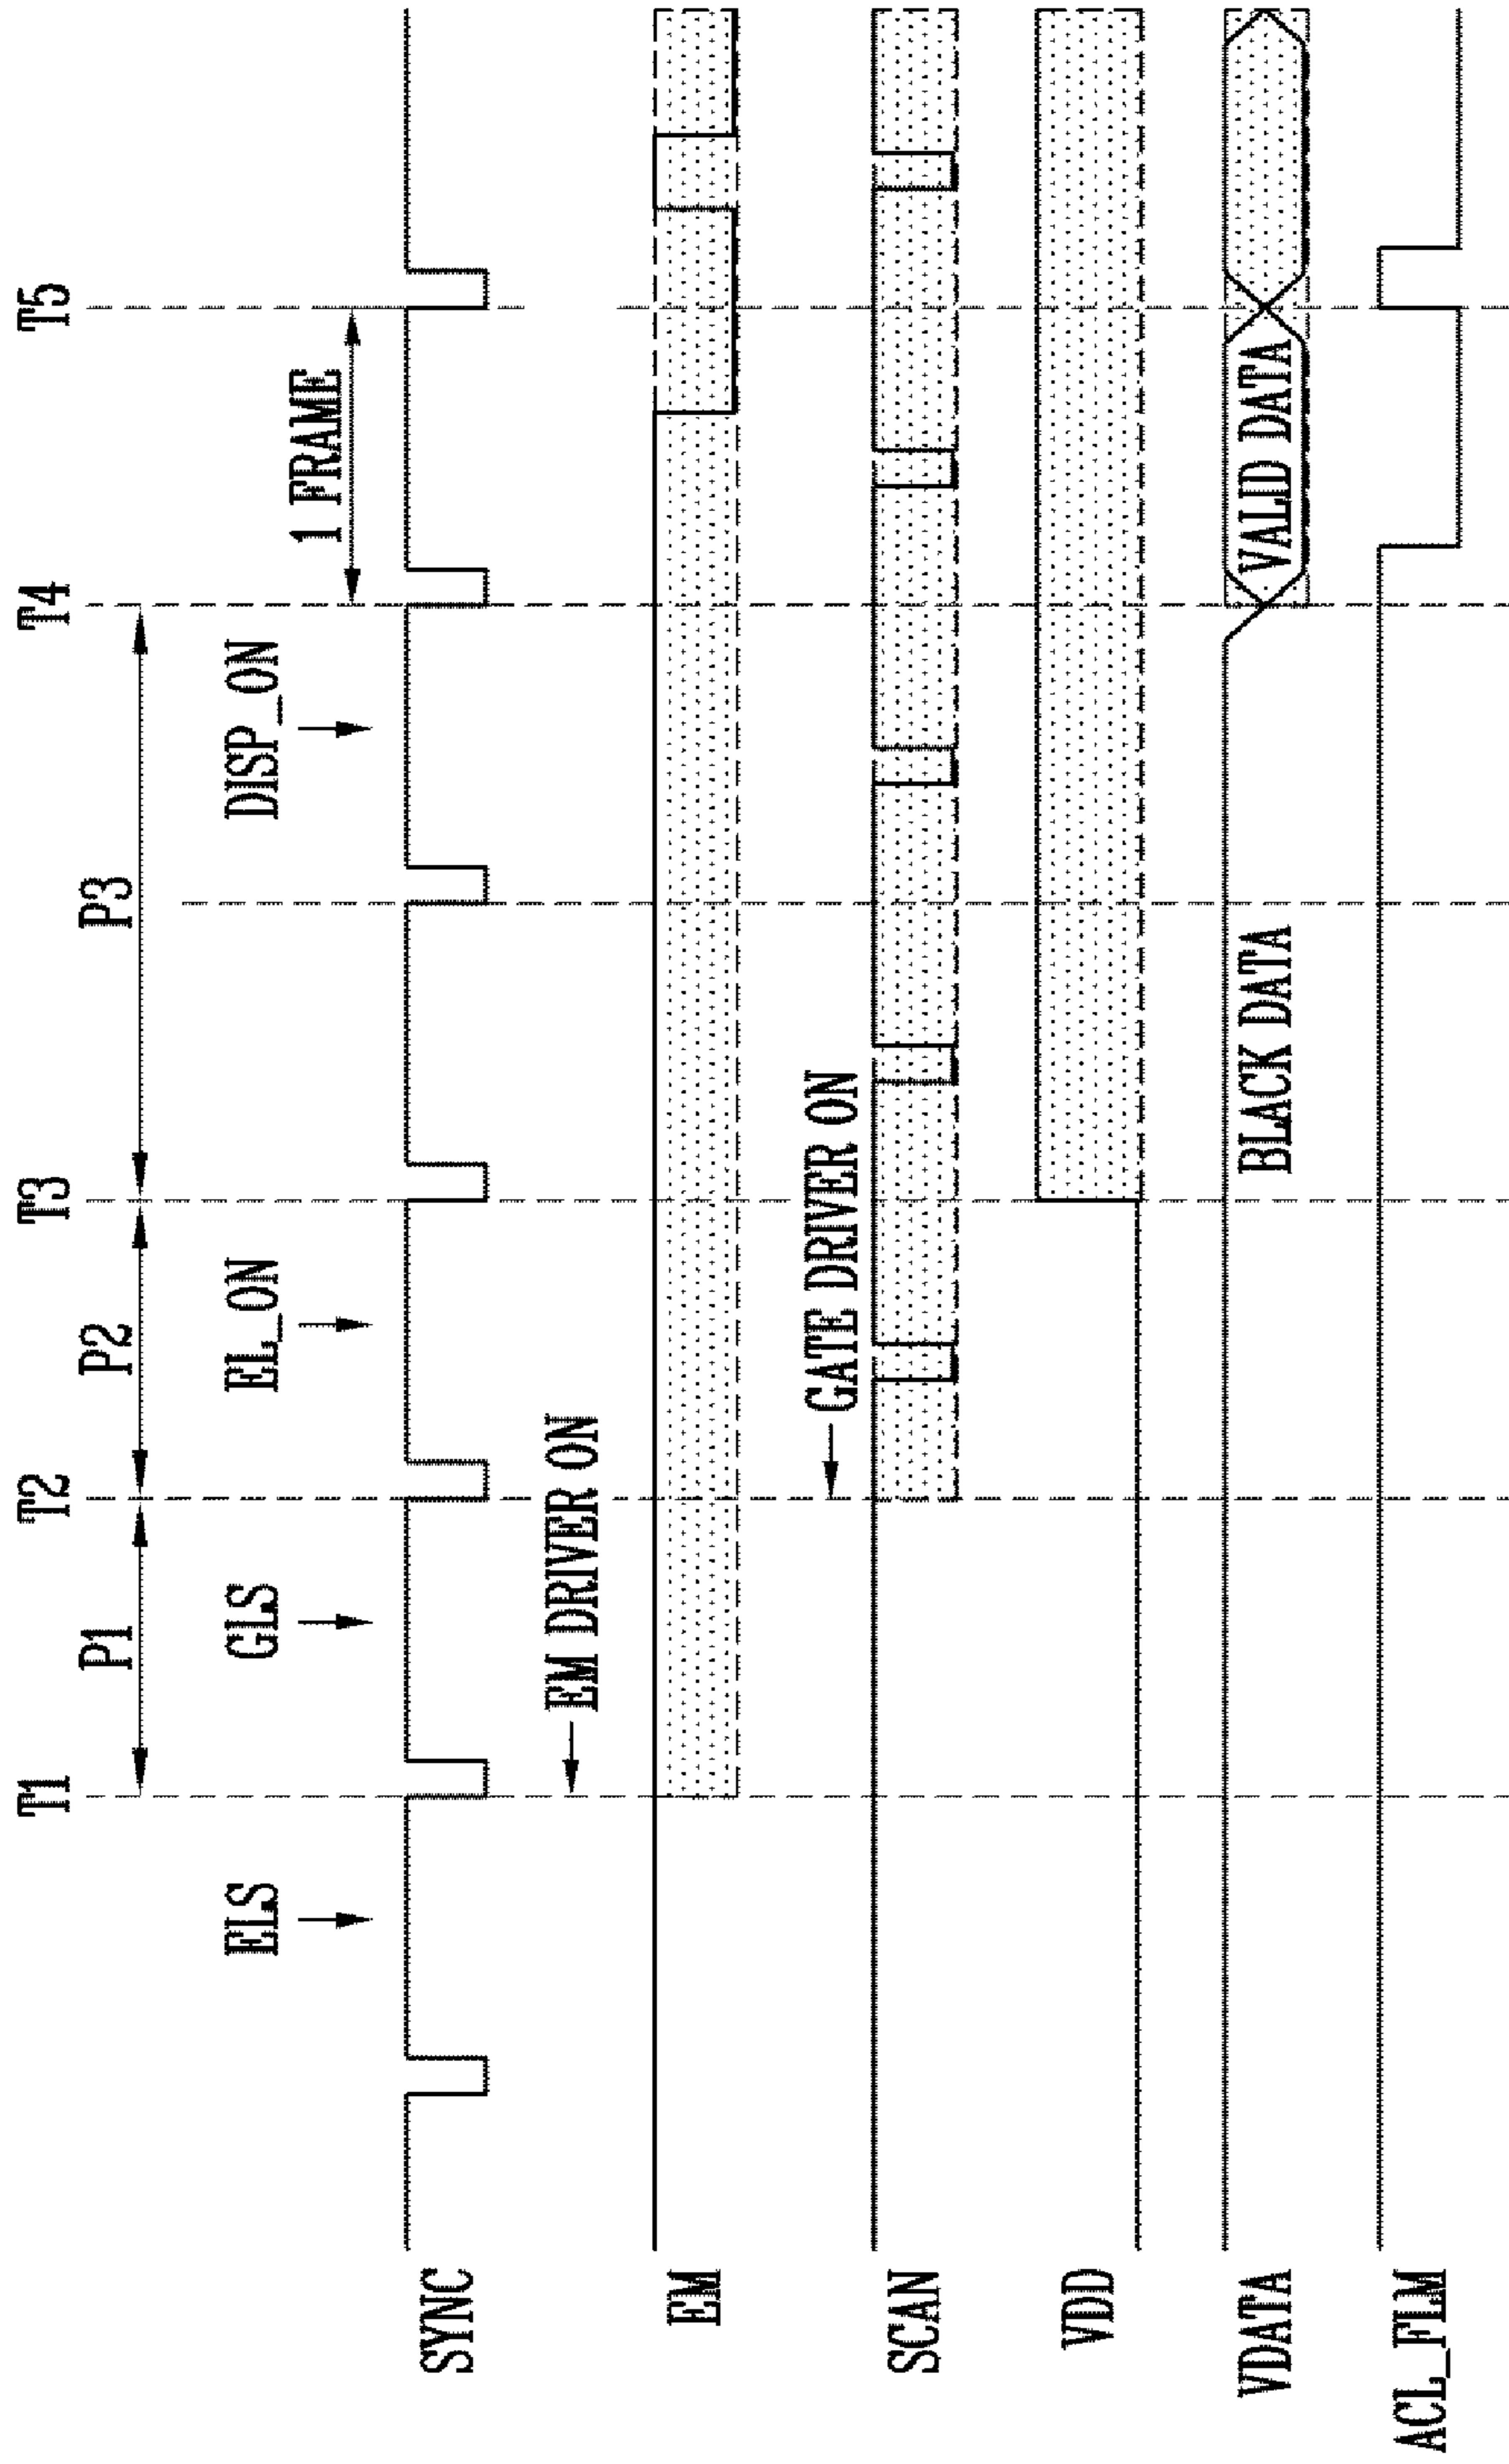 T1
T2
T3
T4
T5
P1
P2
P3
ELS
GLS
EL_ON
DISP_ON
1 FRAME
SYNC
EM DRIVER ON
EM
GATE DRIVER ON
SCAN
VDD
VDATA
BLACK DATA
VALID DATA
ACL_FLM